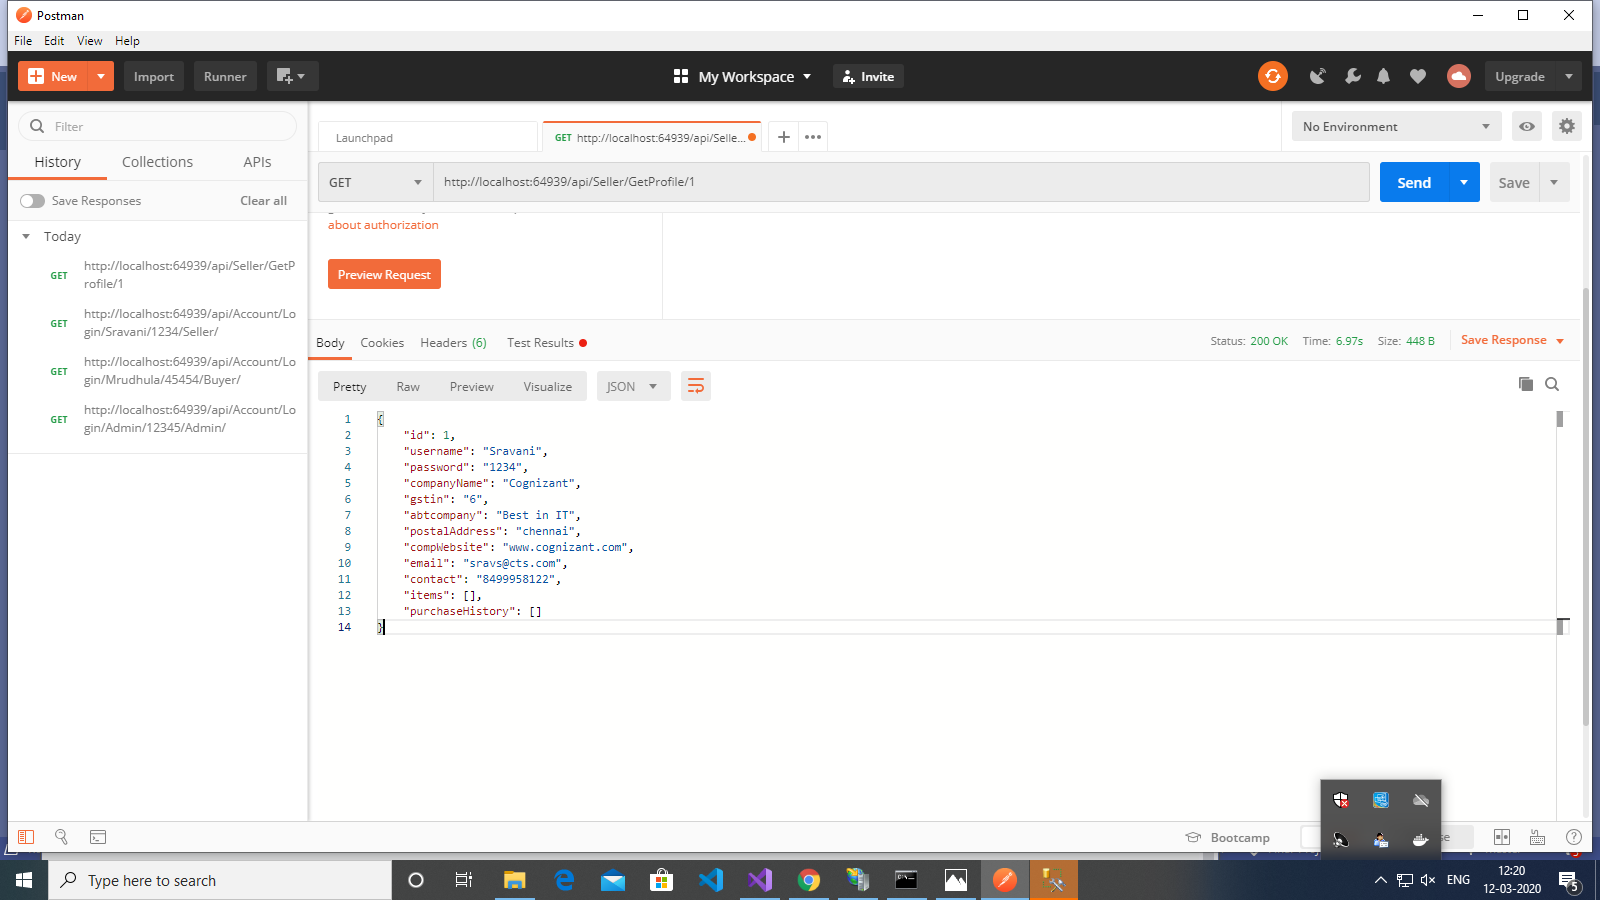 Postman
File Edit View Help
New Import Runner My Workspace Invite Upgrade
Filter
History Collections APIs
Save Responses Clear all
Today
GET http://localhost:64939/api/Seller/GetP
rofile/1
GET http://localhost:64939/api/Account/Lo
gin/Sravani/1234/Seller/
GET http://localhost:64939/api/Account/Lo
gin/Mrudhula/45454/Buyer/
GET http://localhost:64939/api/Account/Lo
gin/Admin/12345/Admin/
Launchpad GET http://localhost:64939/api/Selle... No Environment
GET http://localhost:64939/api/Seller/GetProfile/1 Send Save
about authorization
Preview Request
Body Cookies Headers (6) Test Results Status: 200 OK Time: 6.97s Size: 448 B Save Response
Pretty Raw Preview Visualize JSON
1 {
2 "id": 1,
3 "username": "Sravani",
4 "password": "1234",
5 "companyName": "Cognizant",
6 "gstin": "6",
7 "abtcompany": "Best in IT",
8 "postalAddress": "chennai",
9 "compWebsite": "www.cognizant.com",
10 "email": "sravs@cts.com",
11 "contact": "8499958122",
12 "items": [],
13 "purchaseHistory": []
14 }
Bootcamp
Type here to search
ENG
12:20
12-03-2020
5